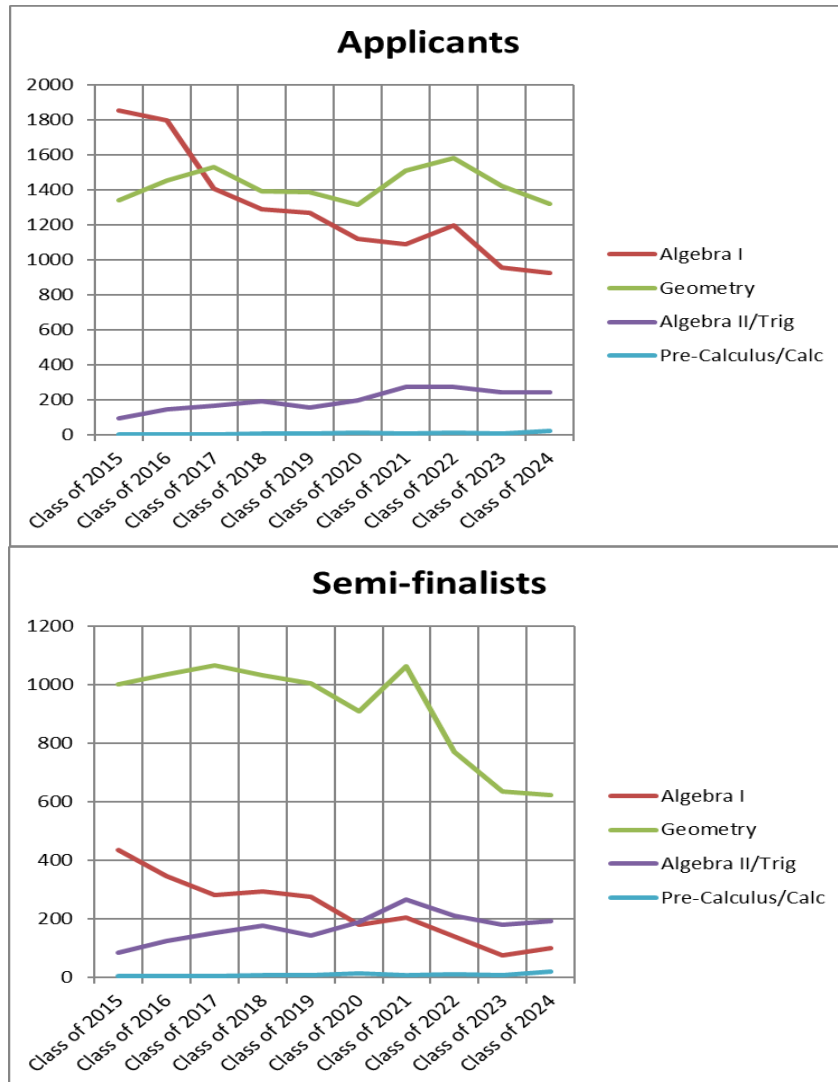 Applicants
2000
1800
1600
1400
1200
1000
800
600
400
200
0
Class of 2015
Class of 2016
Class of 2017
Class of 2018
Class of 2019
Class of 2020
Class of 2021
Class of 2022
Class of 2023
Class of 2024
Algebra I
Geometry
Algebra II/Trig
Pre-Calculus/Calc
Semi-finalists
1200
1000
800
600
400
200
0
Class of 2015
Class of 2016
Class of 2017
Class of 2018
Class of 2019
Class of 2020
Class of 2021
Class of 2022
Class of 2023
Class of 2024
Algebra I
Geometry
Algebra II/Trig
Pre-Calculus/Calc